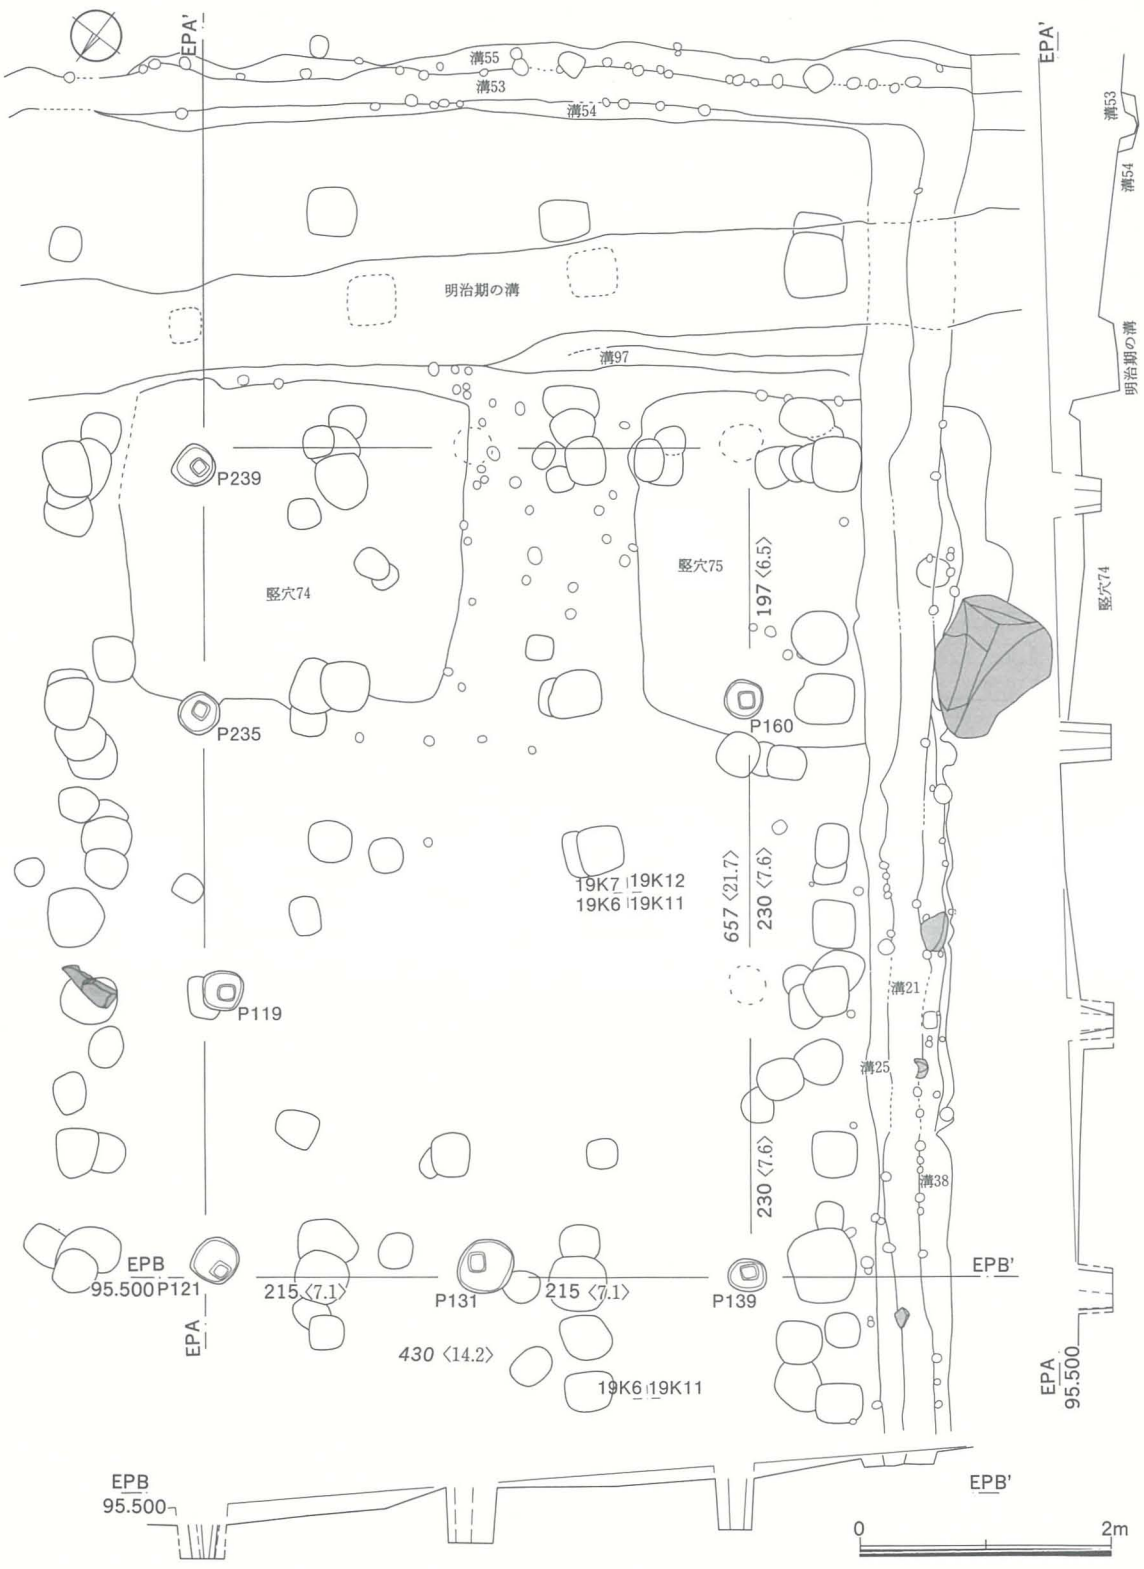 EPA'
EPA'
溝55
溝53
溝54
溝53
溝54
明治期の溝
明治期の溝
溝97
P239
竪穴74
竪穴75
197〈6.5〉
竪穴74
P235
P160
19K7 19K12
19K6 19K11
657〈21.7〉
230〈7.6〉
P119
溝21
溝25
230〈7.6〉
溝38
EPB
95.500
P121
215〈7.1〉
P131
215〈7.1〉
P139
EPB'
EPA
430〈14.2〉
19K6 19K11
EPA
95.500
EPB
95.500
EPB'
0 2m